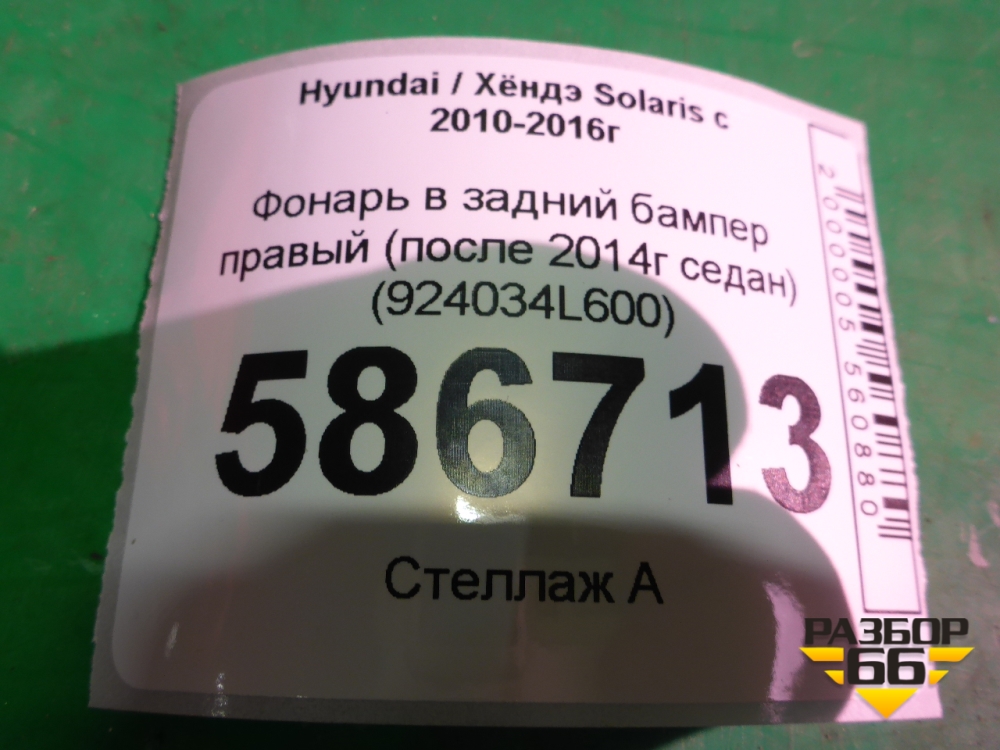 Hyundai / Хёндэ Solaris с
2010-2016г
Фонарь в задний бампер
правый (после 2014г седан)
(924034L600)
586713
Стеллаж А
2000005560880
РАЗБОР
66